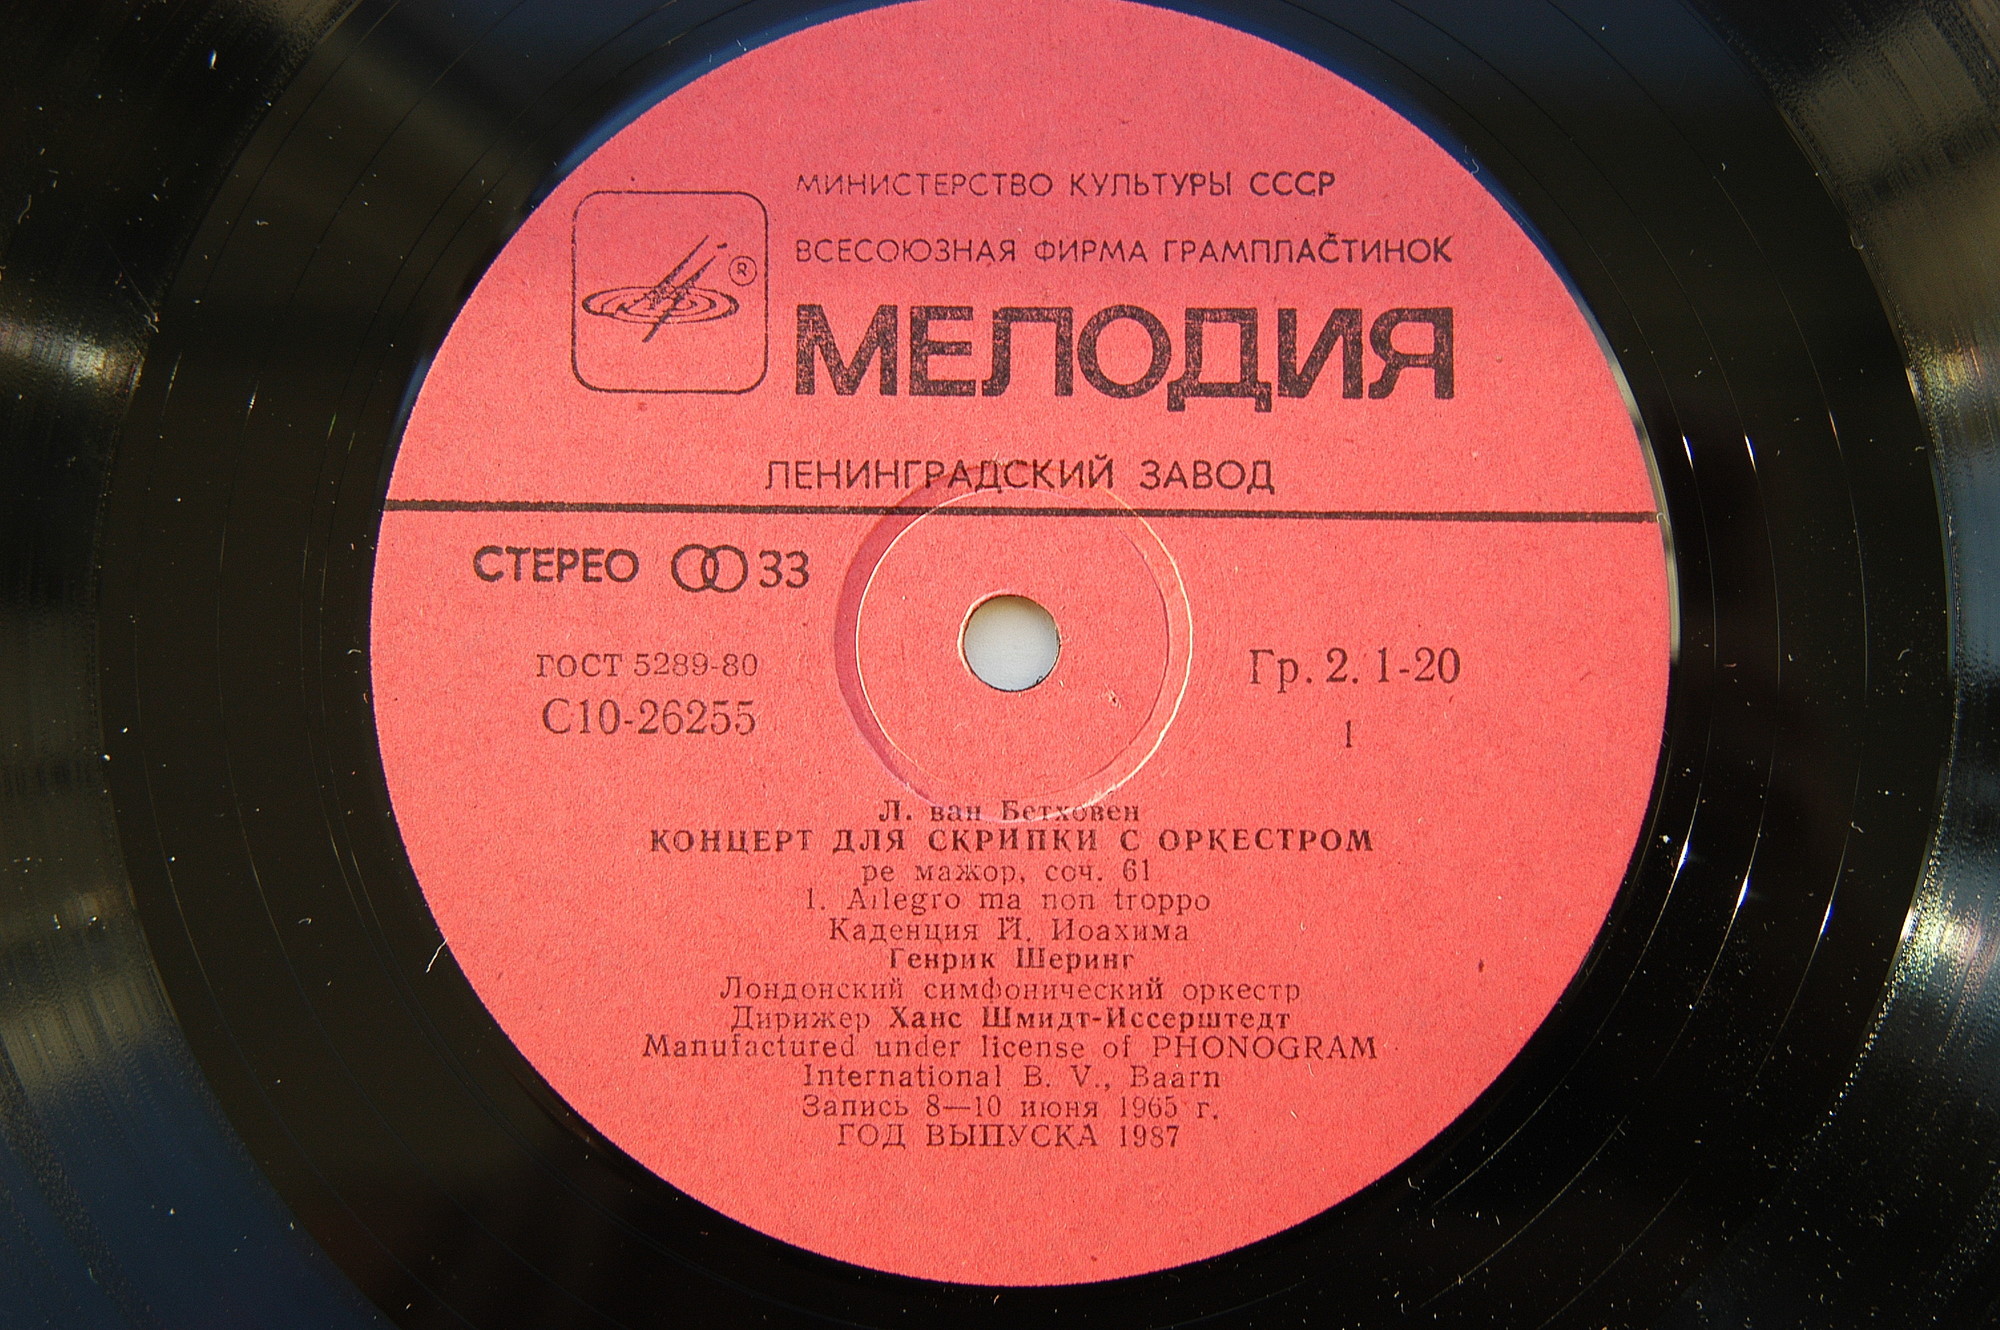 МИНИСТЕРСТВО КУЛЬТУРЫ СССР
ВСЕСОЮЗНАЯ ФИРМА ГРАМПЛАСТИНОК
®
МЕЛОДИЯ
ЛЕНИНГРАДСКИЙ ЗАВОД
СТЕРЕО 33
ГОСТ 5289-80
С10-26255
Гр. 2. 1-20
1
Л. ван Бетховен
КОНЦЕРТ ДЛЯ СКРИПКИ С ОРКЕСТРОМ
ре мажор, соч. 61
1. Allegro ma non troppo
Каденция Й. Иоахима
Генрик Шеринг
Лондонский симфонический оркестр
Дирижер Ханс Шмидт-Иссерштедт
Manufactured under license of PHONOGRAM
International B. V., Baarn
Запись 8—10 июня 1965 г.
ГОД ВЫПУСКА 1987